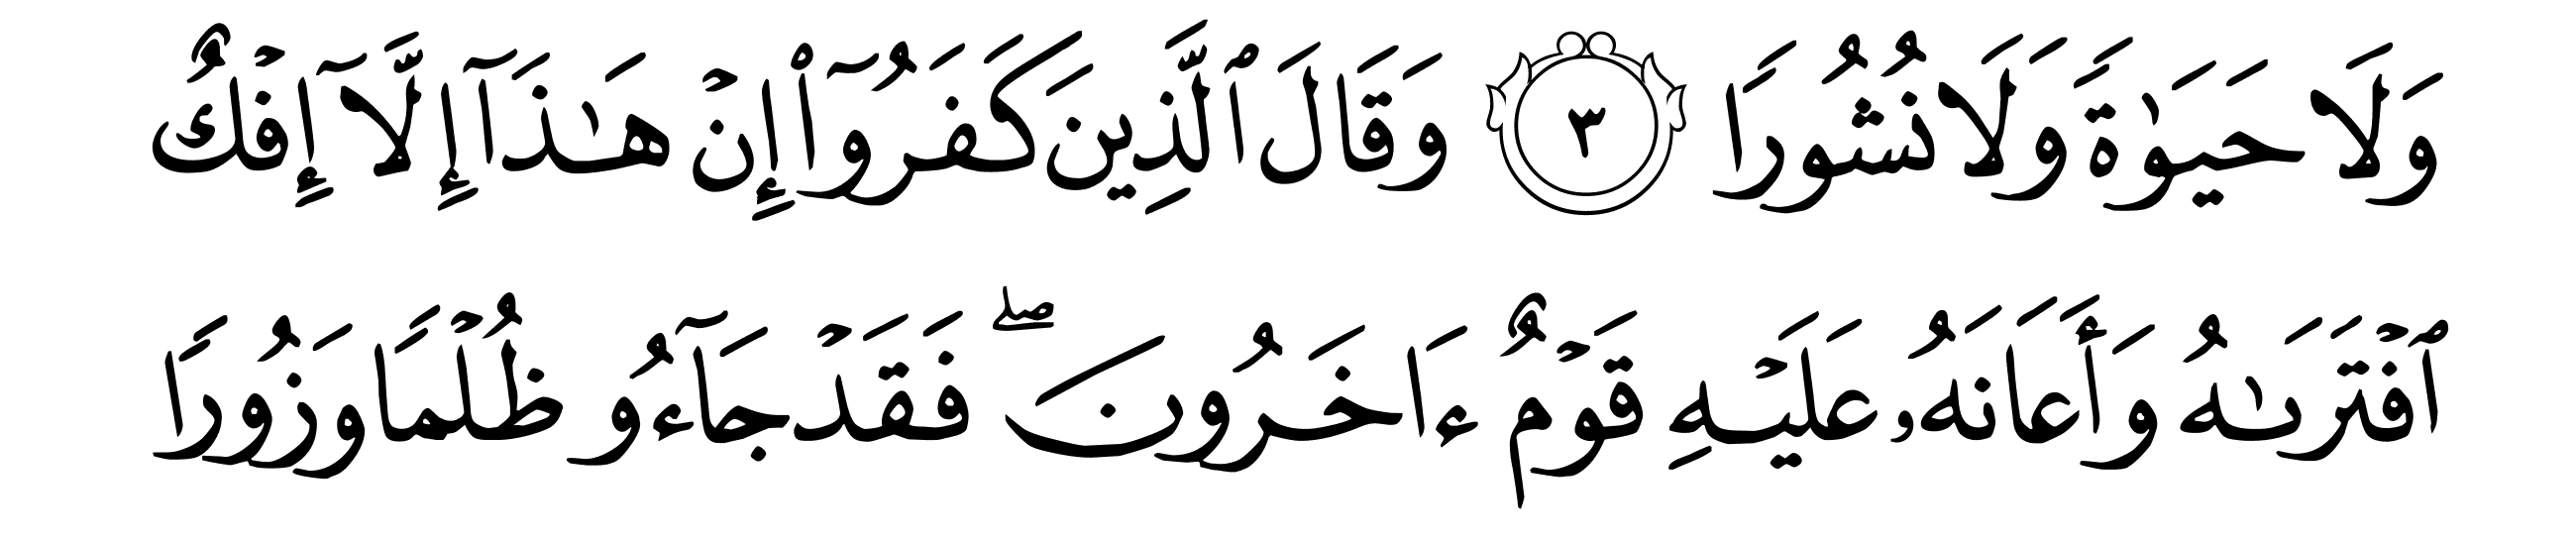 وَلَا حَيَوٰةً وَلَا نُشُورًا ٣ وَقَالَ ٱلَّذِينَ كَفَرُوٓا۟ إِنْ هَـٰذَآ إِلَّآ إِفْكٌ
ٱفْتَرَىٰهُ وَأَعَانَهُۥ عَلَيْهِ قَوْمٌ ءَاخَرُونَ ۖ فَقَدْ جَآءُو ظُلْمًا وَزُورًا